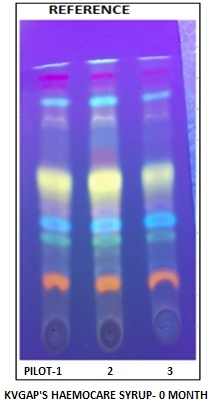 REFERENCE
PILOT-1 2 3
KVGAP'S HAEMOCARE SYRUP- 0 MONTH